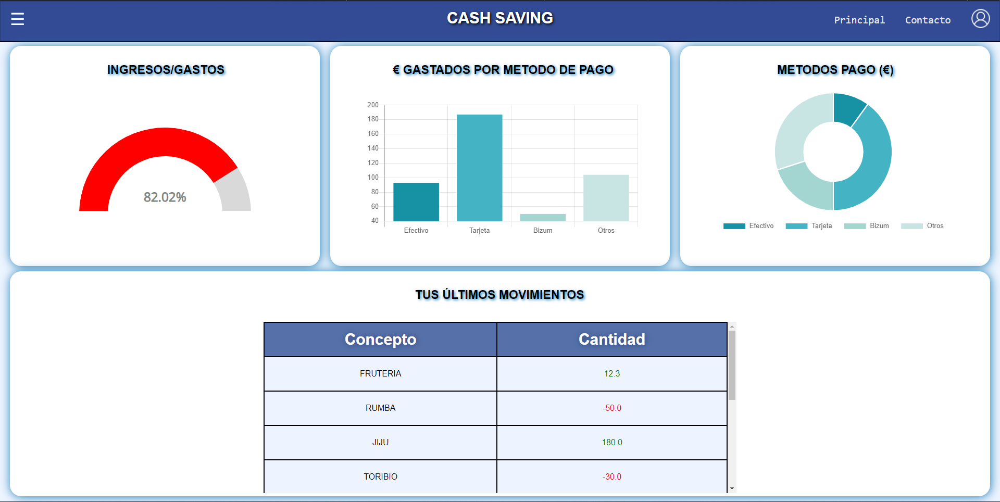 CASH SAVING
Principal Contacto
INGRESOS/GASTOS
82.02%
€ GASTADOS POR METODO DE PAGO
200
180
160
140
120
100
80
60
40
Efectivo Tarjeta Bizum Otros
METODOS PAGO (€)
Efectivo Tarjeta Bizum Otros
TUS ÚLTIMOS MOVIMIENTOS
Concepto Cantidad
FRUTERIA 12.3
RUMBA -50.0
JIJU 180.0
TORIBIO -30.0